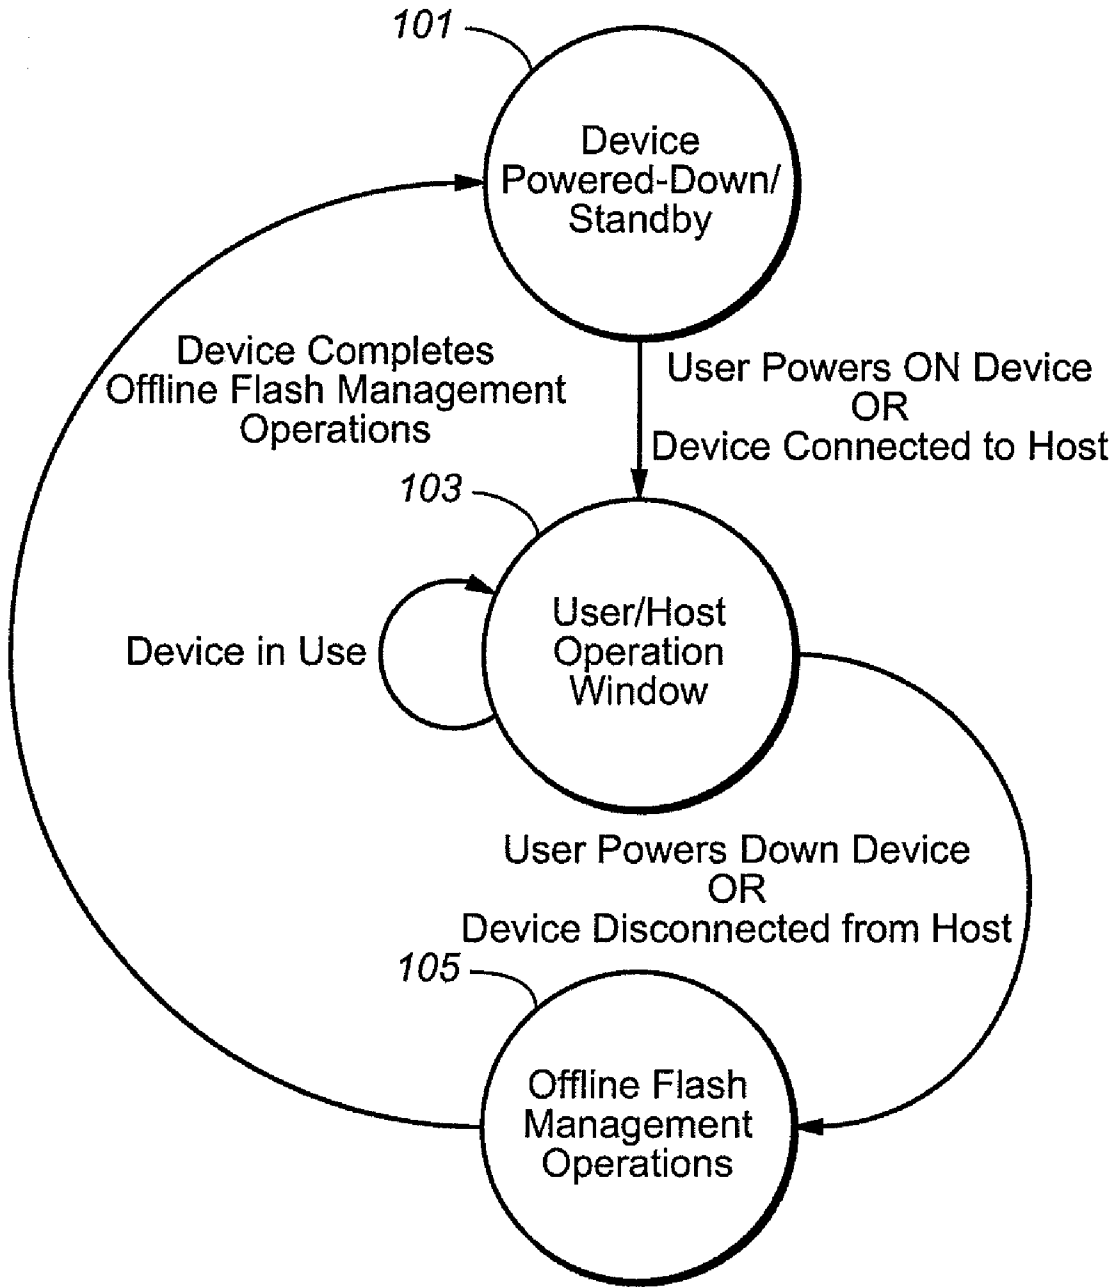 101
Device
Powered-Down/
Standby
Device Completes
Offline Flash Management
Operations
User Powers ON Device
OR
Device Connected to Host
103
User/Host
Operation
Window
Device in Use
User Powers Down Device
OR
Device Disconnected from Host
105
Offline Flash
Management
Operations